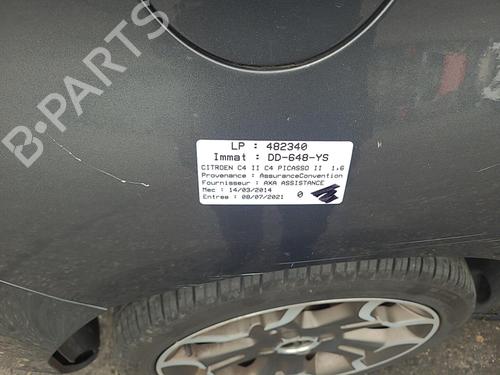 LP : 482340
Immat : DD-648-YS
CITROEN C4 II C4 PICASSO II 1.6
Provenance : AssuranceConvention
Fournisseur : AXA ASSISTANCE
Mec : 14/03/2014
Entree : 08/07/2021 0
B-PARTS